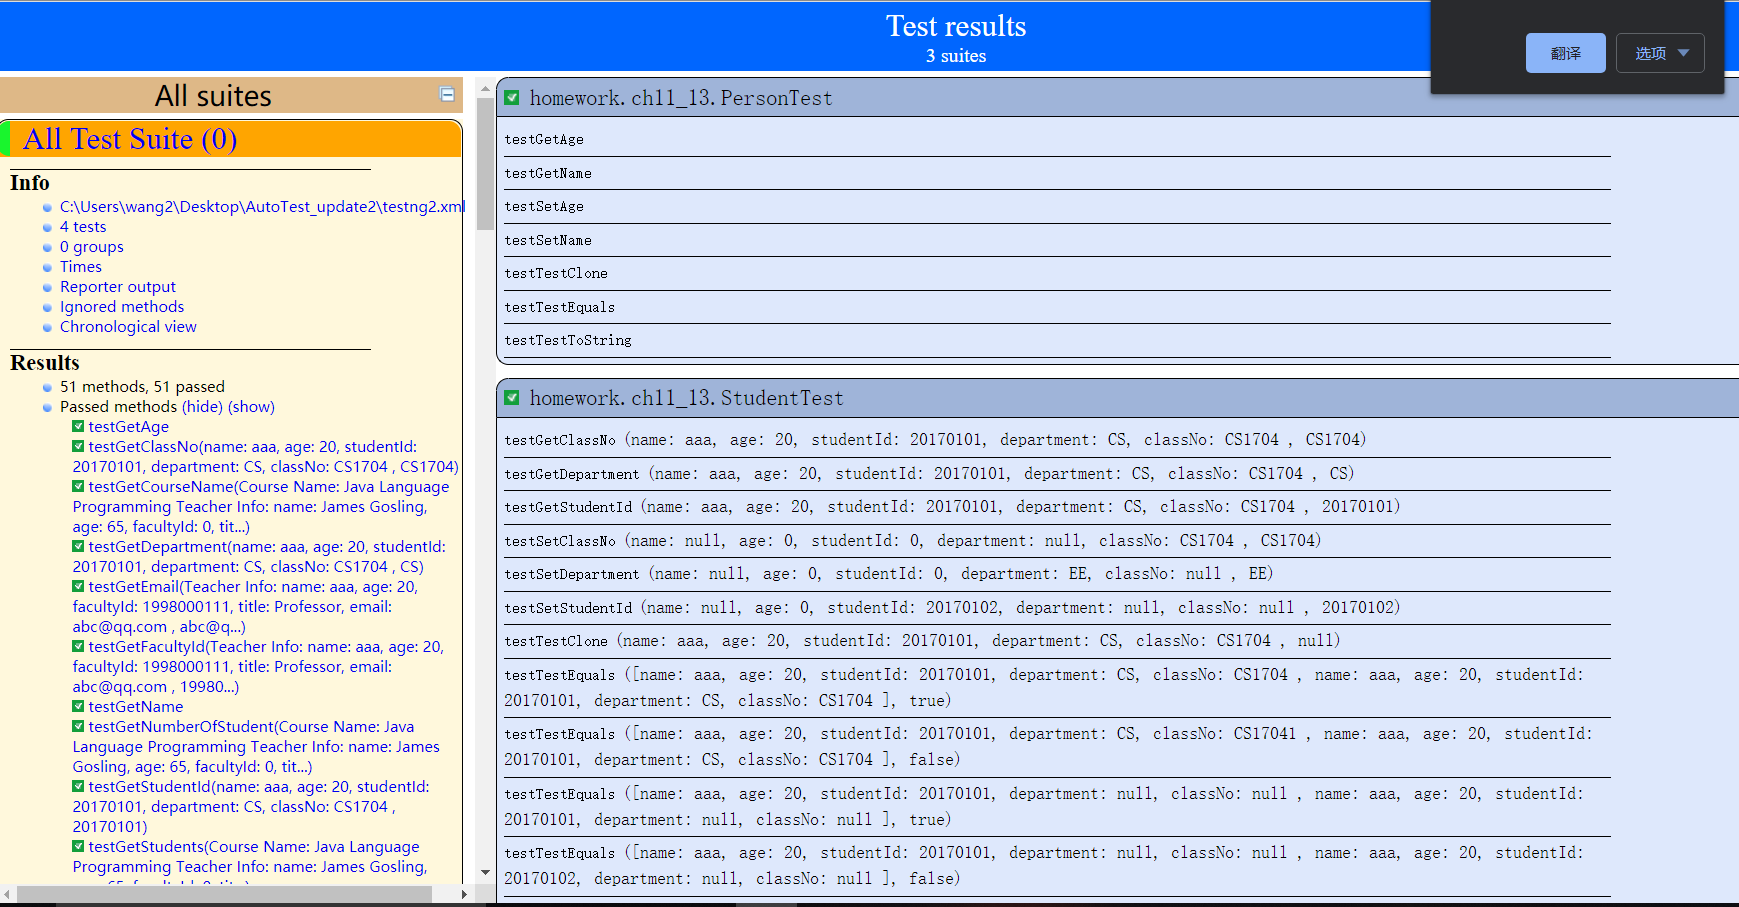 Test results
3 suites
翻译
选项
All suites
All Test Suite (0)
Info
C:\Users\wang2\Desktop\AutoTest_update2\testng2.xml
4 tests
0 groups
Times
Reporter output
Ignored methods
Chronological view
Results
51 methods, 51 passed
Passed methods (hide) (show)
testGetAge
testGetClassNo(name: aaa, age: 20, studentId:
20170101, department: CS, classNo: CS1704 , CS1704)
testGetCourseName(Course Name: Java Language
Programming Teacher Info: name: James Gosling,
age: 65, facultyId: 0, tit...)
testGetDepartment(name: aaa, age: 20, studentId:
20170101, department: CS, classNo: CS1704 , CS)
testGetEmail(Teacher Info: name: aaa, age: 20,
facultyId: 1998000111, title: Professor, email:
abc@qq.com , abc@q...)
testGetFacultyId(Teacher Info: name: aaa, age: 20,
facultyId: 1998000111, title: Professor, email:
abc@qq.com , 19980...)
testGetName
testGetNumberOfStudent(Course Name: Java
Language Programming Teacher Info: name: James
Gosling, age: 65, facultyId: 0, tit...)
testGetStudentId(name: aaa, age: 20, studentId:
20170101, department: CS, classNo: CS1704 ,
20170101)
testGetStudents(Course Name: Java Language
Programming Teacher Info: name: James Gosling,
homework.ch11_13.PersonTest
testGetAge
testGetName
testSetAge
testSetName
testTestClone
testTestEquals
testTestToString
homework.ch11_13.StudentTest
testGetClassNo (name: aaa, age: 20, studentId: 20170101, department: CS, classNo: CS1704 , CS1704)
testGetDepartment (name: aaa, age: 20, studentId: 20170101, department: CS, classNo: CS1704 , CS)
testGetStudentId (name: aaa, age: 20, studentId: 20170101, department: CS, classNo: CS1704 , 20170101)
testSetClassNo (name: null, age: 0, studentId: 0, department: null, classNo: CS1704 , CS1704)
testSetDepartment (name: null, age: 0, studentId: 0, department: EE, classNo: null , EE)
testSetStudentId (name: null, age: 0, studentId: 20170102, department: null, classNo: null , 20170102)
testTestClone (name: aaa, age: 20, studentId: 20170101, department: CS, classNo: CS1704 , null)
testTestEquals ([name: aaa, age: 20, studentId: 20170101, department: CS, classNo: CS1704 , name: aaa, age: 20, studentId:
20170101, department: CS, classNo: CS1704 ], true)
testTestEquals ([name: aaa, age: 20, studentId: 20170101, department: CS, classNo: CS17041 , name: aaa, age: 20, studentId:
20170101, department: CS, classNo: CS1704 ], false)
testTestEquals ([name: aaa, age: 20, studentId: 20170101, department: null, classNo: null , name: aaa, age: 20, studentId:
20170101, department: null, classNo: null ], true)
testTestEquals ([name: aaa, age: 20, studentId: 20170101, department: null, classNo: null , name: aaa, age: 20, studentId:
20170102, department: null, classNo: null ], false)